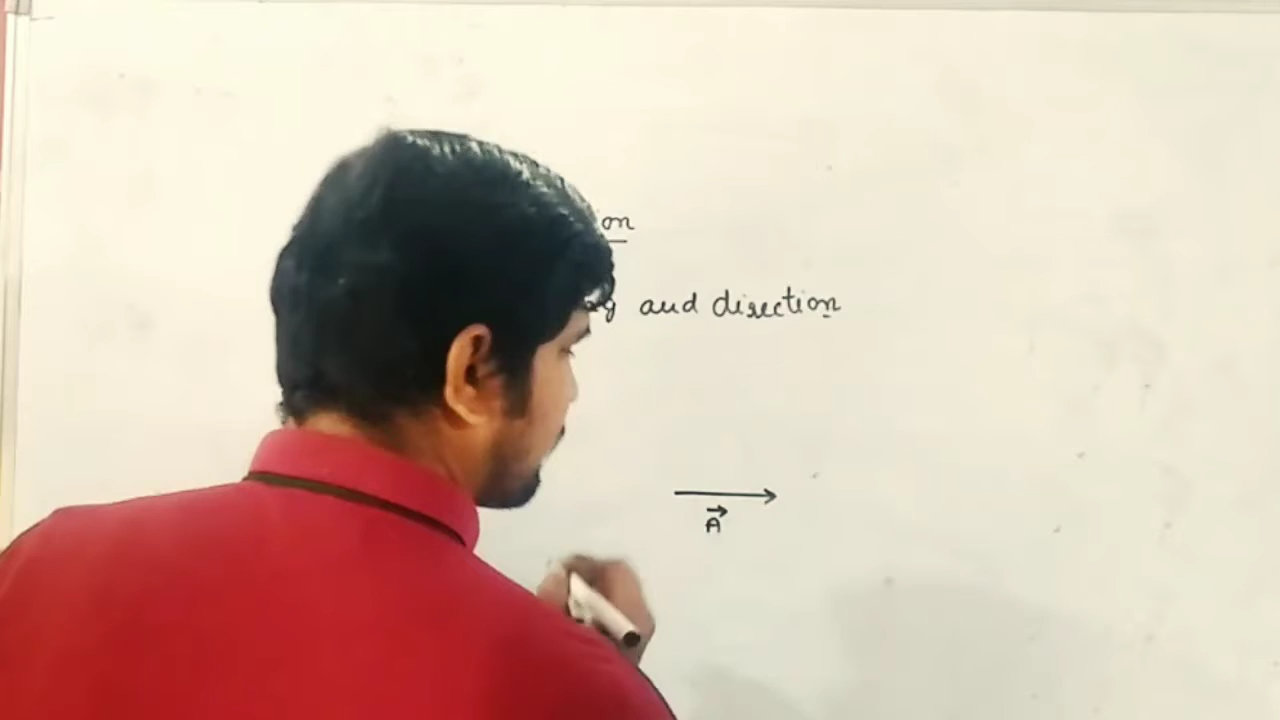 on
and direction
A⃗